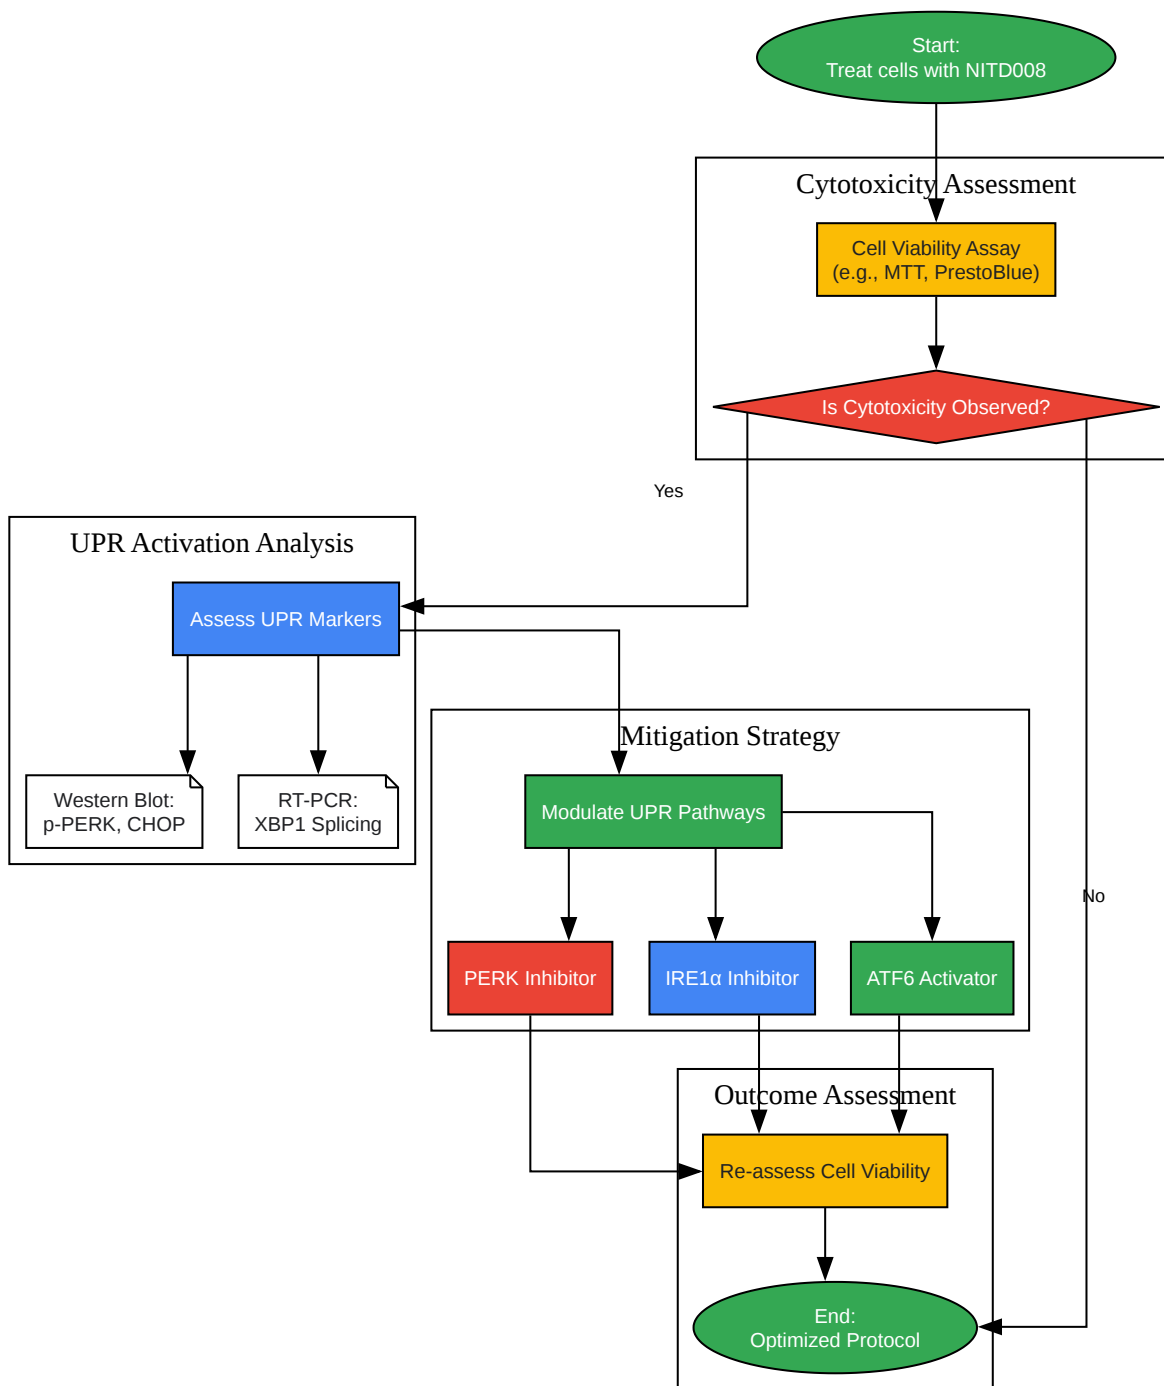 Start:
Treat cells with NITD008
Cytotoxicity Assessment
Cell Viability Assay
(e.g., MTT, PrestoBlue)
Is Cytotoxicity Observed?
Yes
UPR Activation Analysis
Assess UPR Markers
Western Blot:
p-PERK, CHOP
RT-PCR:
XBP1 Splicing
Mitigation Strategy
Modulate UPR Pathways
No
PERK Inhibitor
IRE1α Inhibitor
ATF6 Activator
Outcome Assessment
Re-assess Cell Viability
End:
Optimized Protocol